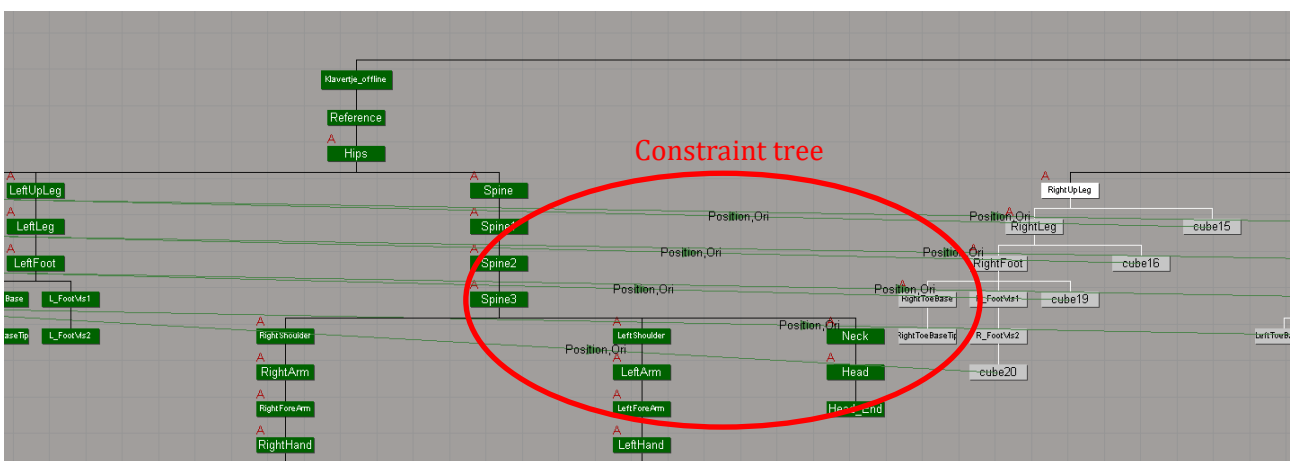 Klavertje_offline
Reference
A
Hips
Constraint tree
A
LeftUpLeg
A
Spine
A
RightUpLeg
A
LeftLeg
A
Spine1
Position,Ori
Position,Ori
A
RightLeg
cube15
A
LeftFoot
A
Spine2
Position,Ori
Position,Ori
A
RightFoot
cube16
Base
L_FootVis1
A
Spine3
Position,Ori
Position,Ori
A
RightToeBase
R_FootVis1
cube19
aseTip
L_FootVis2
A
RightShoulder
A
LeftShoulder
Position,Ori
A
Neck
RightToeBaseTip
R_FootVis2
LeftToeB
Position,Ori
A
RightArm
A
LeftArm
A
Head
cube20
A
RightForeArm
A
LeftForeArm
Head_End
A
RightHand
A
LeftHand